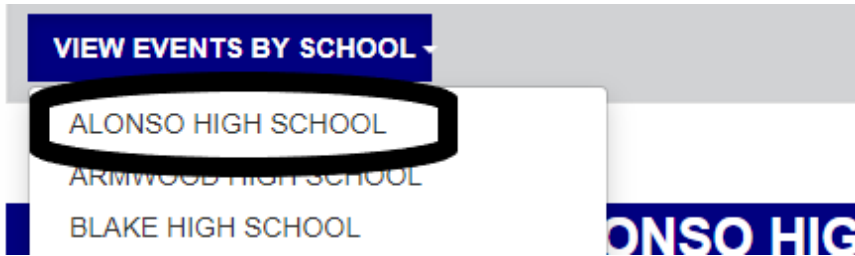 VIEW EVENTS BY SCHOOL
ALONSO HIGH SCHOOL
ARMWOOD HIGH SCHOOL
BLAKE HIGH SCHOOL